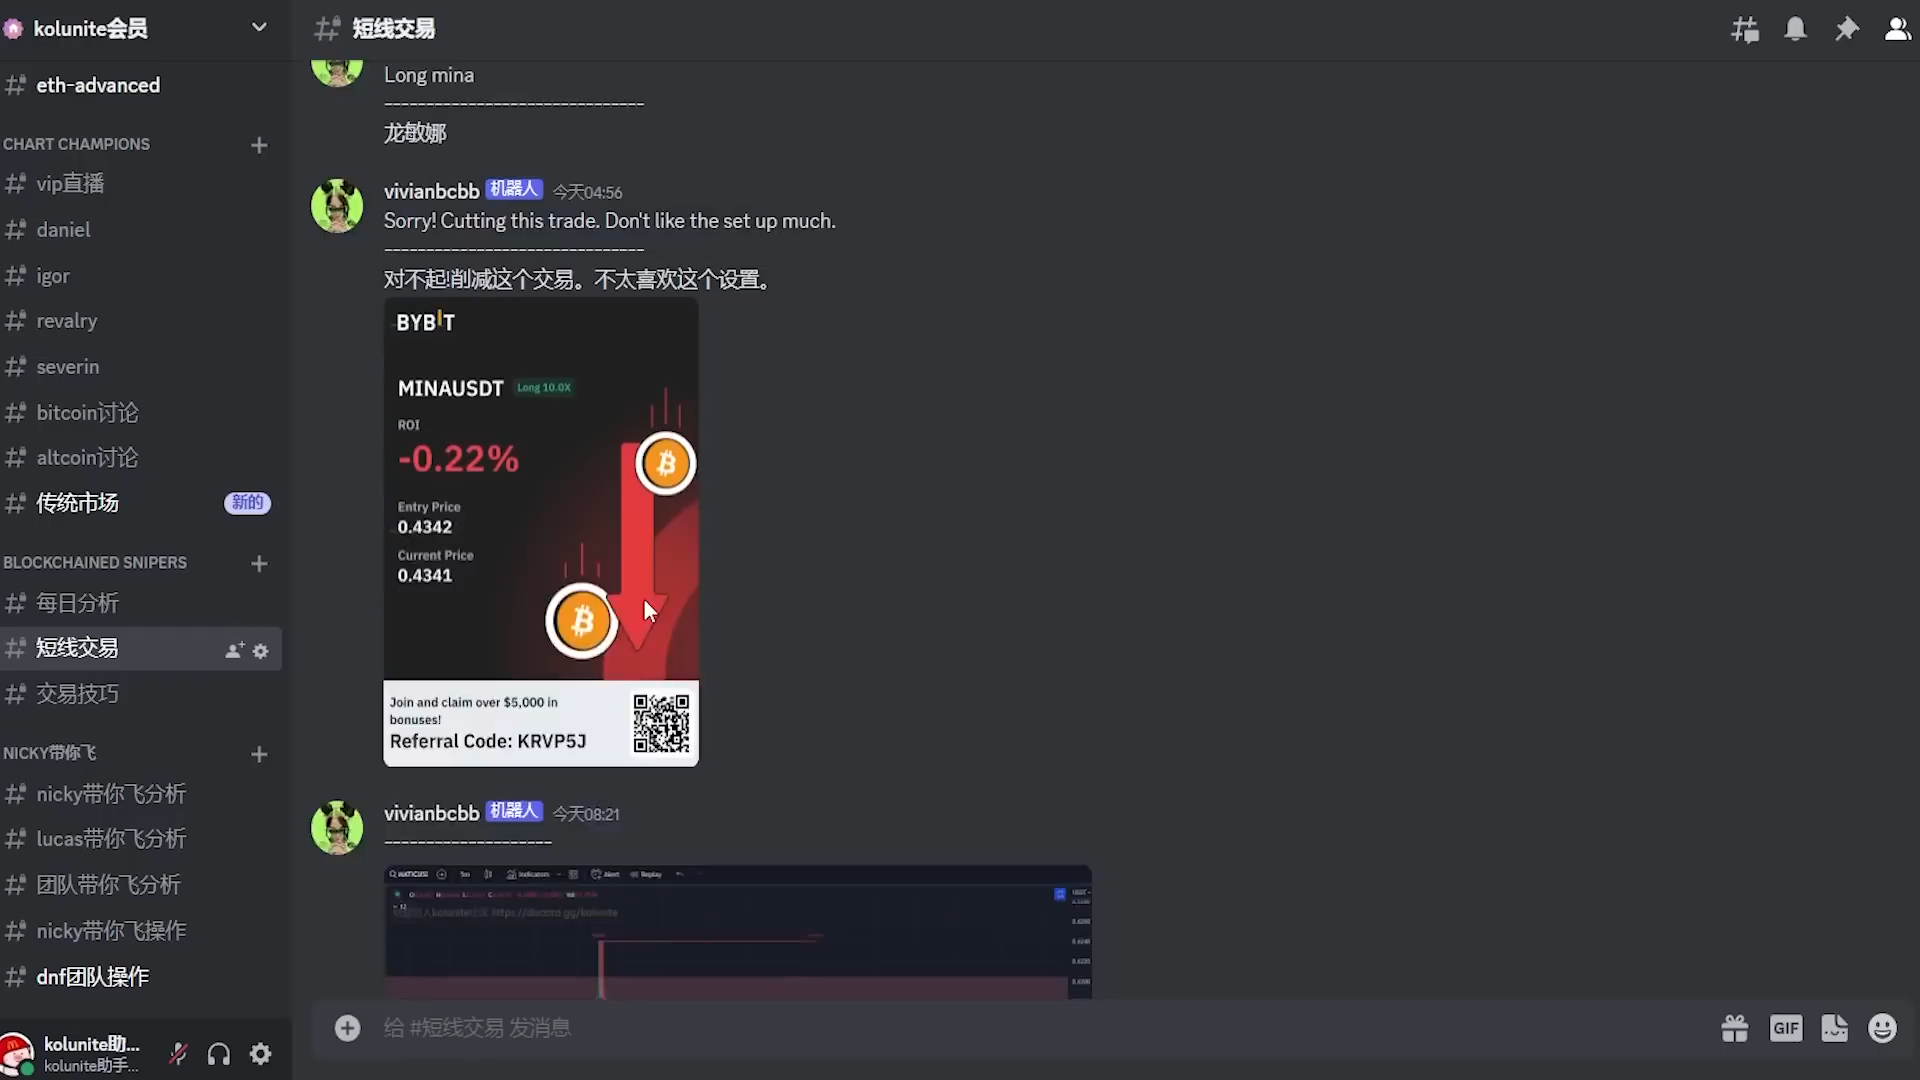 kolunite会员
eth-advanced
CHART CHAMPIONS
vip直播
daniel
igor
revalry
severin
bitcoin讨论
altcoin讨论
传统市场
新的
BLOCKCHAINED SNIPERS
每日分析
短线交易
交易技巧
NICKY带你飞
nicky带你飞分析
lucas带你飞分析
团队带你飞分析
nicky带你飞操作
dnf团队操作
kolunite助...
kolunite助手...
短线交易
Long mina
-------------------------------
龙敏娜
vivianbcbb 机器人 今天04:56
Sorry! Cutting this trade. Don't like the set up much.
-------------------------------
对不起!削减这个交易。不太喜欢这个设置。
BYBIT
MINAUSDT Long 10.0X
ROI
-0.22%
Entry Price
0.4342
Current Price
0.4341
Join and claim over $5,000 in
bonuses!
Referral Code: KRVP5J
vivianbcbb 机器人 今天08:21
--------------------
Indicators Alert Replay
给 #短线交易 发消息
GIF